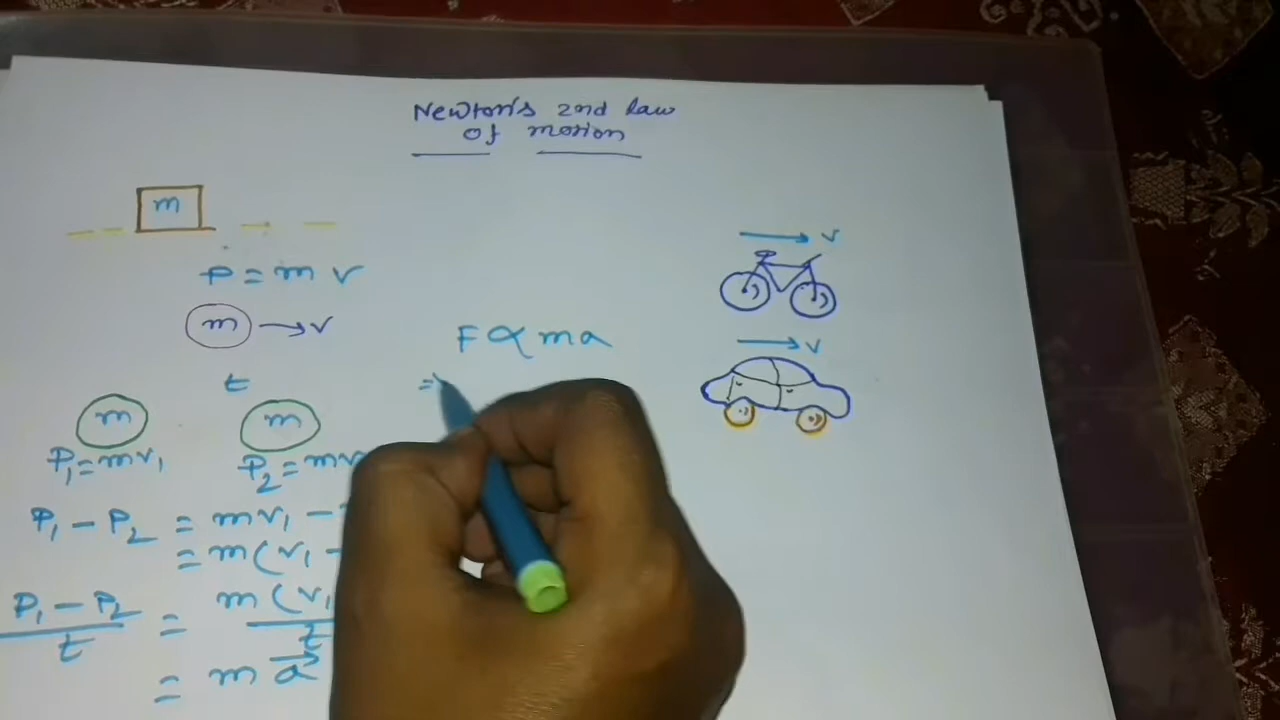 Newton's 2nd law
of motion
m
P = m v
m → v
F ∝ ma
t
m
m
P₁ = mv₁
P₂ = mv
P₁ - P₂ = mv₁ -
= m(v₁ -
P₁ - P₂ / t = m(v₁ / t
= m a
→ v
→ v